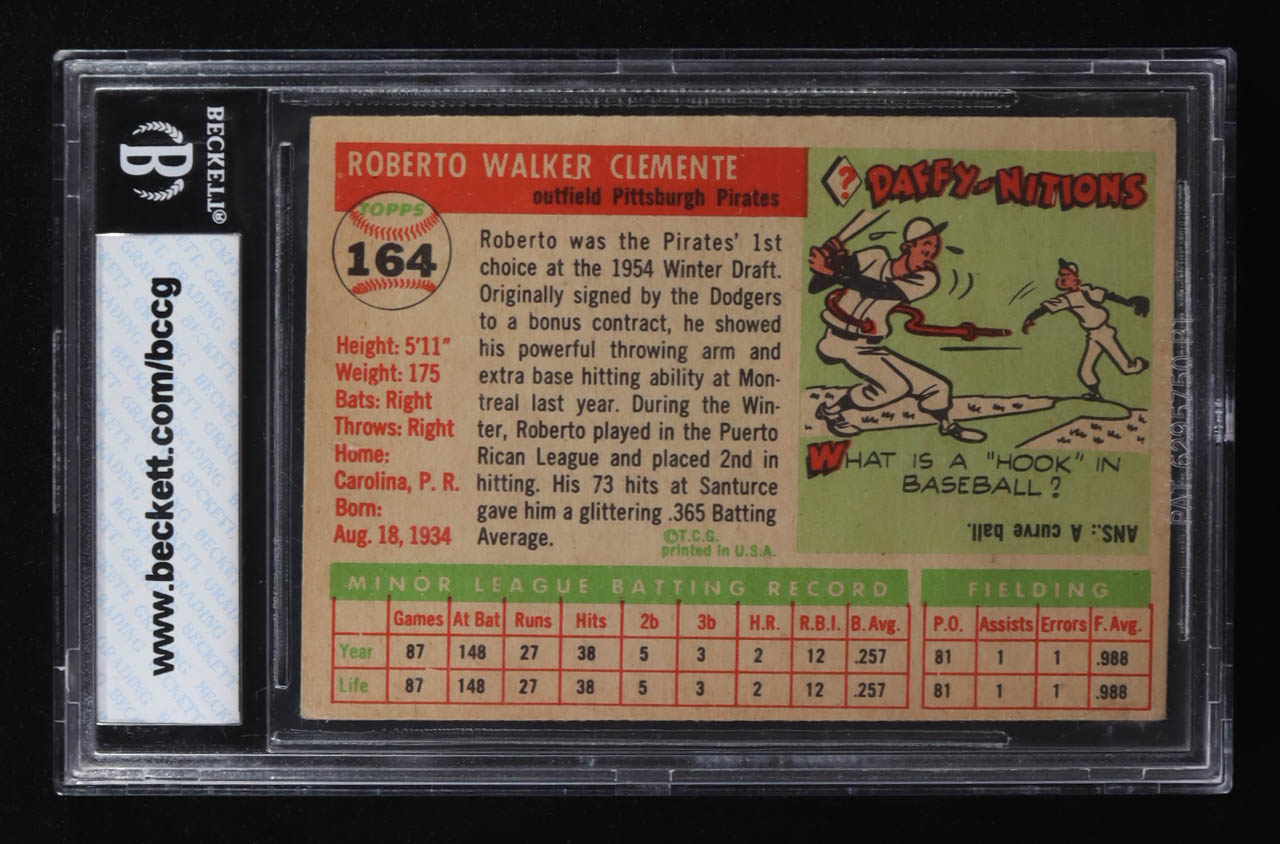 BECKETT®
B
www.beckett.com/bccg
BECKETT GRADING
ROBERTO WALKER CLEMENTE
outfield Pittsburgh Pirates
TOPPS
164
Height: 5'11"
Weight: 175
Bats: Right
Throws: Right
Home:
Carolina, P. R.
Born:
Aug. 18, 1934
Roberto was the Pirates' 1st
choice at the 1954 Winter Draft.
Originally signed by the Dodgers
to a bonus contract, he showed
his powerful throwing arm and
extra base hitting ability at Mon-
treal last year. During the Win-
ter, Roberto played in the Puerto
Rican League and placed 2nd in
hitting. His 73 hits at Santurce
gave him a glittering .365 Batting
Average.
©T.C.G.
printed in U.S.A.
? DAFFY-NITIONS
WHAT IS A "HOOK" IN
BASEBALL?
ANS.: A curve ball.
MINOR LEAGUE BATTING RECORD
Games At Bat Runs Hits 2b 3b H.R. R.B.I. B. Avg.
Year 87 148 27 38 5 3 2 12 .257
Life 87 148 27 38 5 3 2 12 .257
FIELDING
P.O. Assists Errors F. Avg.
81 1 1 .988
81 1 1 .988